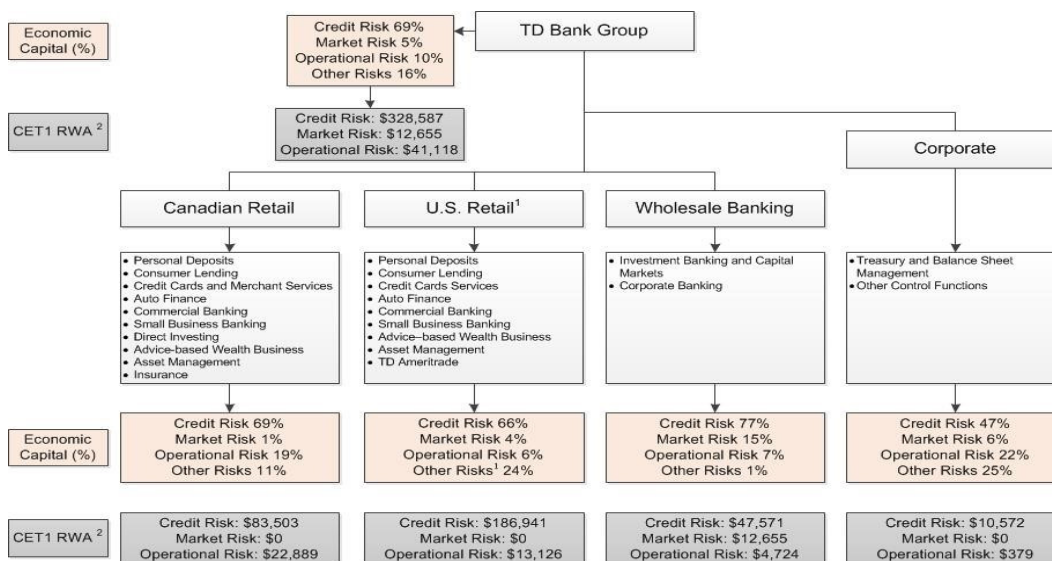 Economic
Capital (%)
Credit Risk 69%
Market Risk 5%
Operational Risk 10%
Other Risks 16%
TD Bank Group
CET1 RWA 2
Credit Risk: $328,587
Market Risk: $12,655
Operational Risk: $41,118
Corporate
Canadian Retail
U.S. Retail1
Wholesale Banking
• Personal Deposits
• Consumer Lending
• Credit Cards and Merchant Services
• Auto Finance
• Commercial Banking
• Small Business Banking
• Direct Investing
• Advice-based Wealth Business
• Asset Management
• Insurance
• Personal Deposits
• Consumer Lending
• Credit Cards Services
• Auto Finance
• Commercial Banking
• Small Business Banking
• Advice–based Wealth Business
• Asset Management
• TD Ameritrade
• Investment Banking and Capital
Markets
• Corporate Banking
• Treasury and Balance Sheet
Management
• Other Control Functions
Economic
Capital (%)
Credit Risk 69%
Market Risk 1%
Operational Risk 19%
Other Risks 11%
Credit Risk 66%
Market Risk 4%
Operational Risk 6%
Other Risks1 24%
Credit Risk 77%
Market Risk 15%
Operational Risk 7%
Other Risks 1%
Credit Risk 47%
Market Risk 6%
Operational Risk 22%
Other Risks 25%
CET1 RWA 2
Credit Risk: $83,503
Market Risk: $0
Operational Risk: $22,889
Credit Risk: $186,941
Market Risk: $0
Operational Risk: $13,126
Credit Risk: $47,571
Market Risk: $12,655
Operational Risk: $4,724
Credit Risk: $10,572
Market Risk: $0
Operational Risk: $379